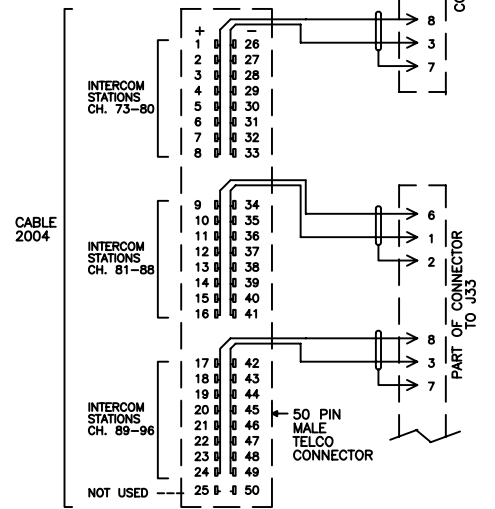 CO
8
3
7
+ −
1 26
2 27
3 28
4 29
5 30
6 31
7 32
8 33
INTERCOM
STATIONS
CH. 73-80
CABLE
2004
9 34
10 35
11 36
12 37
13 38
14 39
15 40
16 41
INTERCOM
STATIONS
CH. 81-88
6
1
2
PART OF CONNECTOR
TO J33
17 42
18 43
19 44
20 45
21 46
22 47
23 48
24 49
INTERCOM
STATIONS
CH. 89-96
8
3
7
50 PIN
MALE
TELCO
CONNECTOR
NOT USED 25 50